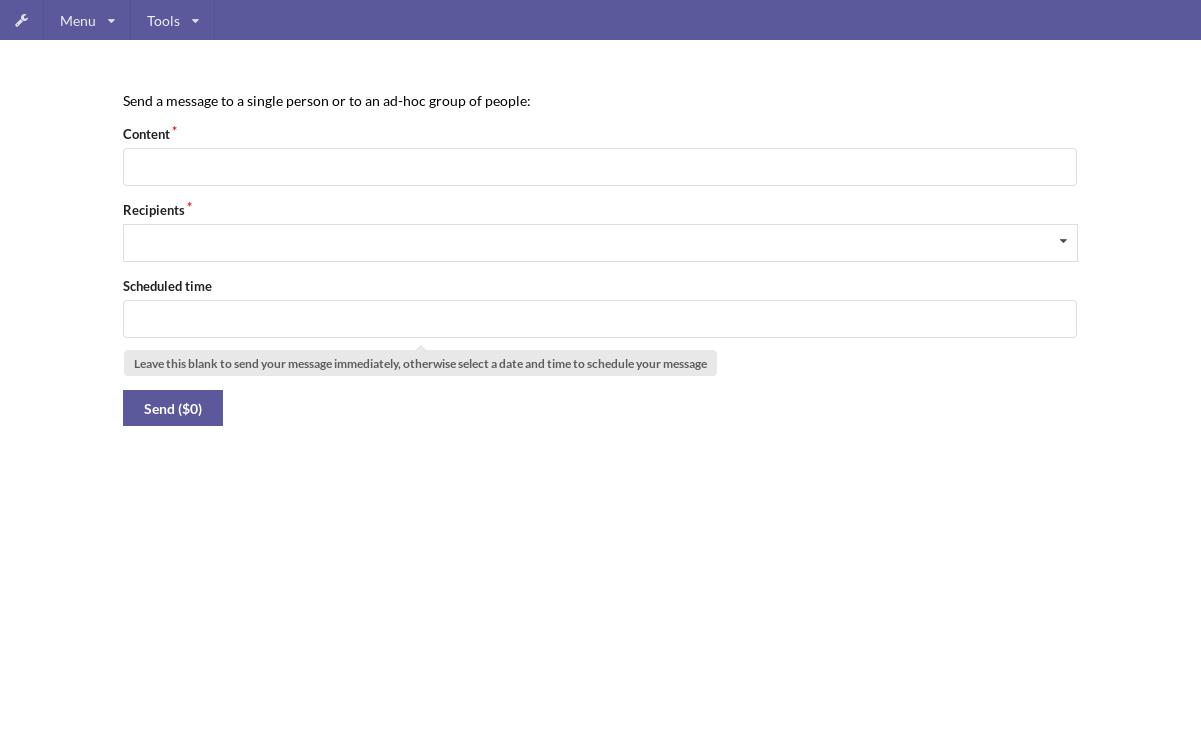 Menu Tools
Send a message to a single person or to an ad-hoc group of people:
Content*
Recipients*
Scheduled time
Leave this blank to send your message immediately, otherwise select a date and time to schedule your message
Send ($0)